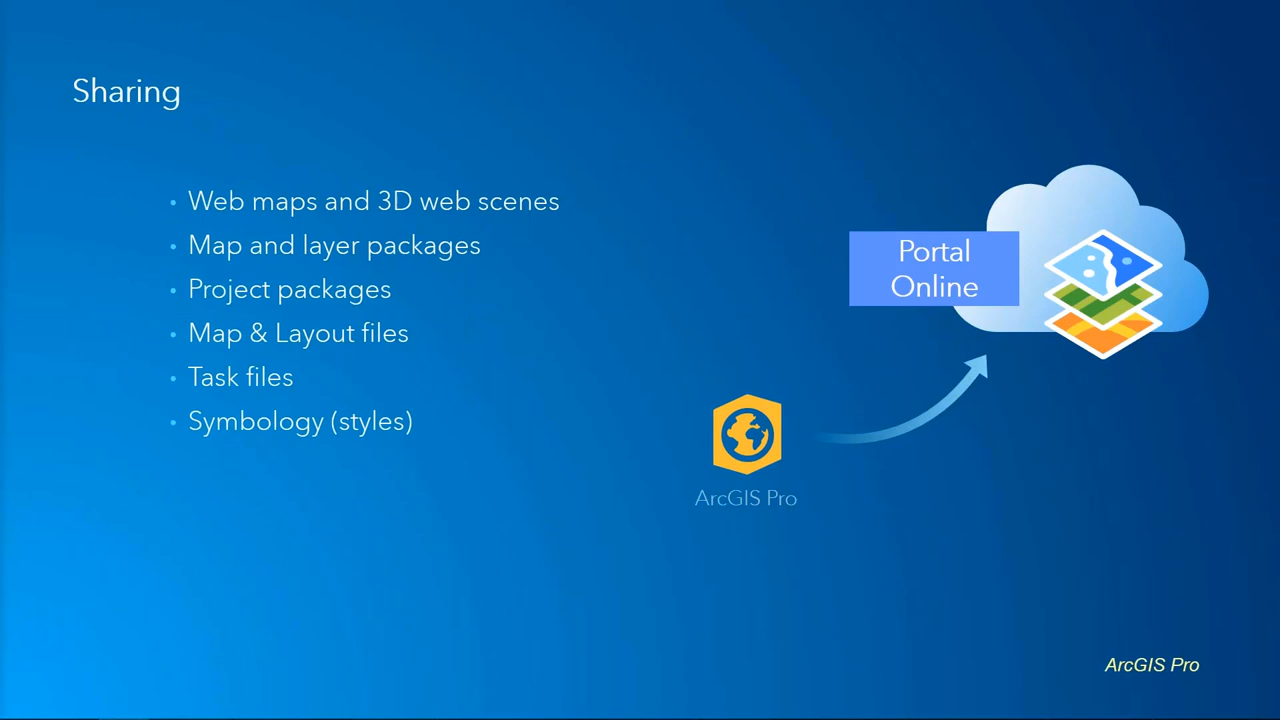 Sharing
Web maps and 3D web scenes
Map and layer packages
Project packages
Map & Layout files
Task files
Symbology (styles)
Portal
Online
ArcGIS Pro
ArcGIS Pro